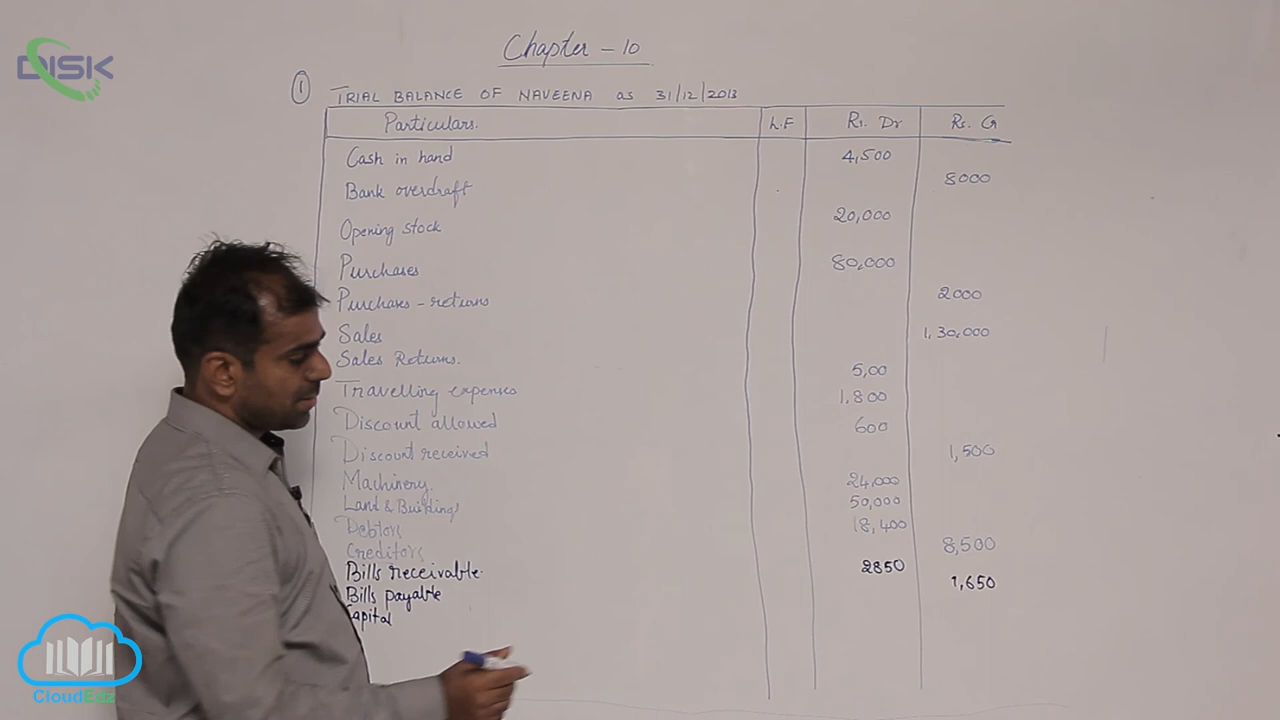 DISK
Chapter - 10
① TRIAL BALANCE OF NAVEENA as 31/12/2013
Particulars. L.F Rs. Dr Rs. Cr
Cash in hand 4,500
Bank overdraft 8000
Opening stock 20,000
Purchases 80,000
Purchases - returns 2000
Sales 1,30,000
Sales Returns. 5,00
Travelling expenses 1,800
Discount allowed 600
Discount received 1,500
Machinery. 24,000
Land & Buildings 50,000
Debtors 18,400
Creditors 8,500
Bills receivable. 2850
Bills payable 1,650
Capital
CloudEdz